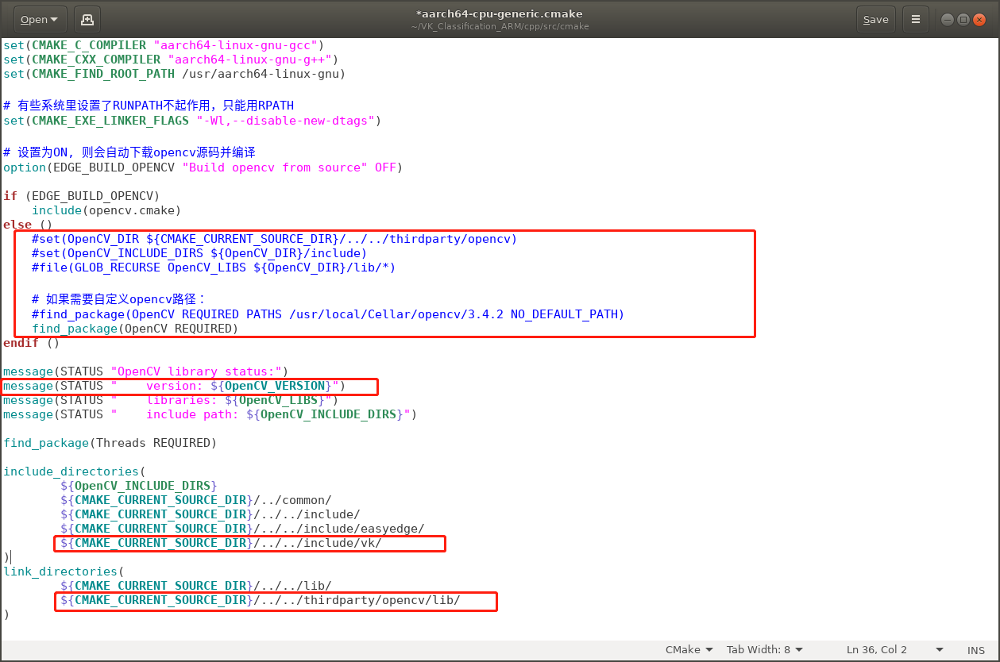 Open
*aarch64-cpu-generic.cmake
~/VK_Classification_ARM/cpp/src/cmake
Save
set(CMAKE_C_COMPILER "aarch64-linux-gnu-gcc")
set(CMAKE_CXX_COMPILER "aarch64-linux-gnu-g++")
set(CMAKE_FIND_ROOT_PATH /usr/aarch64-linux-gnu)
# 有些系统里设置了RUNPATH不起作用，只能用RPATH
set(CMAKE_EXE_LINKER_FLAGS "-Wl,--disable-new-dtags")
# 设置为ON, 则会自动下载opencv源码并编译
option(EDGE_BUILD_OPENCV "Build opencv from source" OFF)
if (EDGE_BUILD_OPENCV)
    include(opencv.cmake)
else ()
    #set(OpenCV_DIR ${CMAKE_CURRENT_SOURCE_DIR}/../../thirdparty/opencv)
    #set(OpenCV_INCLUDE_DIRS ${OpenCV_DIR}/include)
    #file(GLOB_RECURSE OpenCV_LIBS ${OpenCV_DIR}/lib/*)
    # 如果需要自定义opencv路径：
    #find_package(OpenCV REQUIRED PATHS /usr/local/Cellar/opencv/3.4.2 NO_DEFAULT_PATH)
    find_package(OpenCV REQUIRED)
endif ()
message(STATUS "OpenCV library status:")
message(STATUS "    version: ${OpenCV_VERSION}")
message(STATUS "    libraries: ${OpenCV_LIBS}")
message(STATUS "    include path: ${OpenCV_INCLUDE_DIRS}")
find_package(Threads REQUIRED)
include_directories(
        ${OpenCV_INCLUDE_DIRS}
        ${CMAKE_CURRENT_SOURCE_DIR}/../common/
        ${CMAKE_CURRENT_SOURCE_DIR}/../../include/
        ${CMAKE_CURRENT_SOURCE_DIR}/../../include/easyedge/
        ${CMAKE_CURRENT_SOURCE_DIR}/../../include/vk/
)
link_directories(
        ${CMAKE_CURRENT_SOURCE_DIR}/../../lib/
        ${CMAKE_CURRENT_SOURCE_DIR}/../../thirdparty/opencv/lib/
)
CMake
Tab Width: 8
Ln 36, Col 2
INS